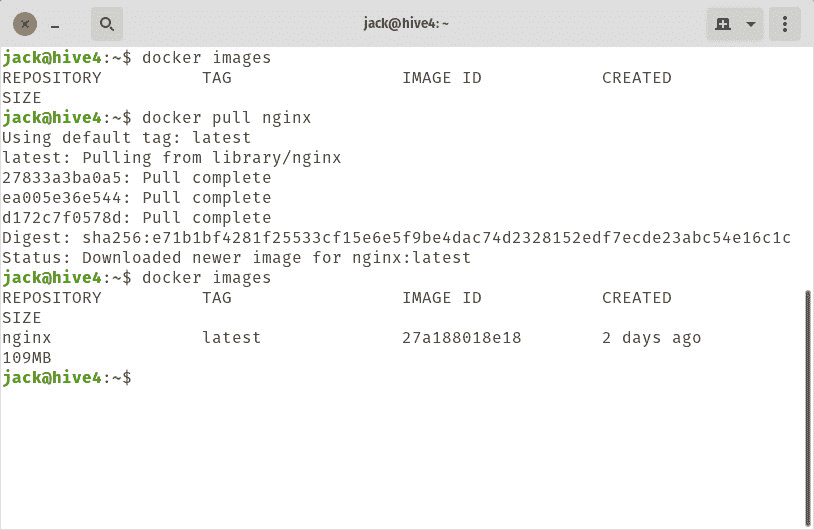 jack@hive4: ~
jack@hive4:~$ docker images
REPOSITORY          TAG                 IMAGE ID            CREATED
SIZE
jack@hive4:~$ docker pull nginx
Using default tag: latest
latest: Pulling from library/nginx
27833a3ba0a5: Pull complete
ea005e36e544: Pull complete
d172c7f0578d: Pull complete
Digest: sha256:e71b1bf4281f25533cf15e6e5f9be4dac74d2328152edf7ecde23abc54e16c1c
Status: Downloaded newer image for nginx:latest
jack@hive4:~$ docker images
REPOSITORY          TAG                 IMAGE ID            CREATED
SIZE
nginx               latest              27a188018e18        2 days ago
109MB
jack@hive4:~$